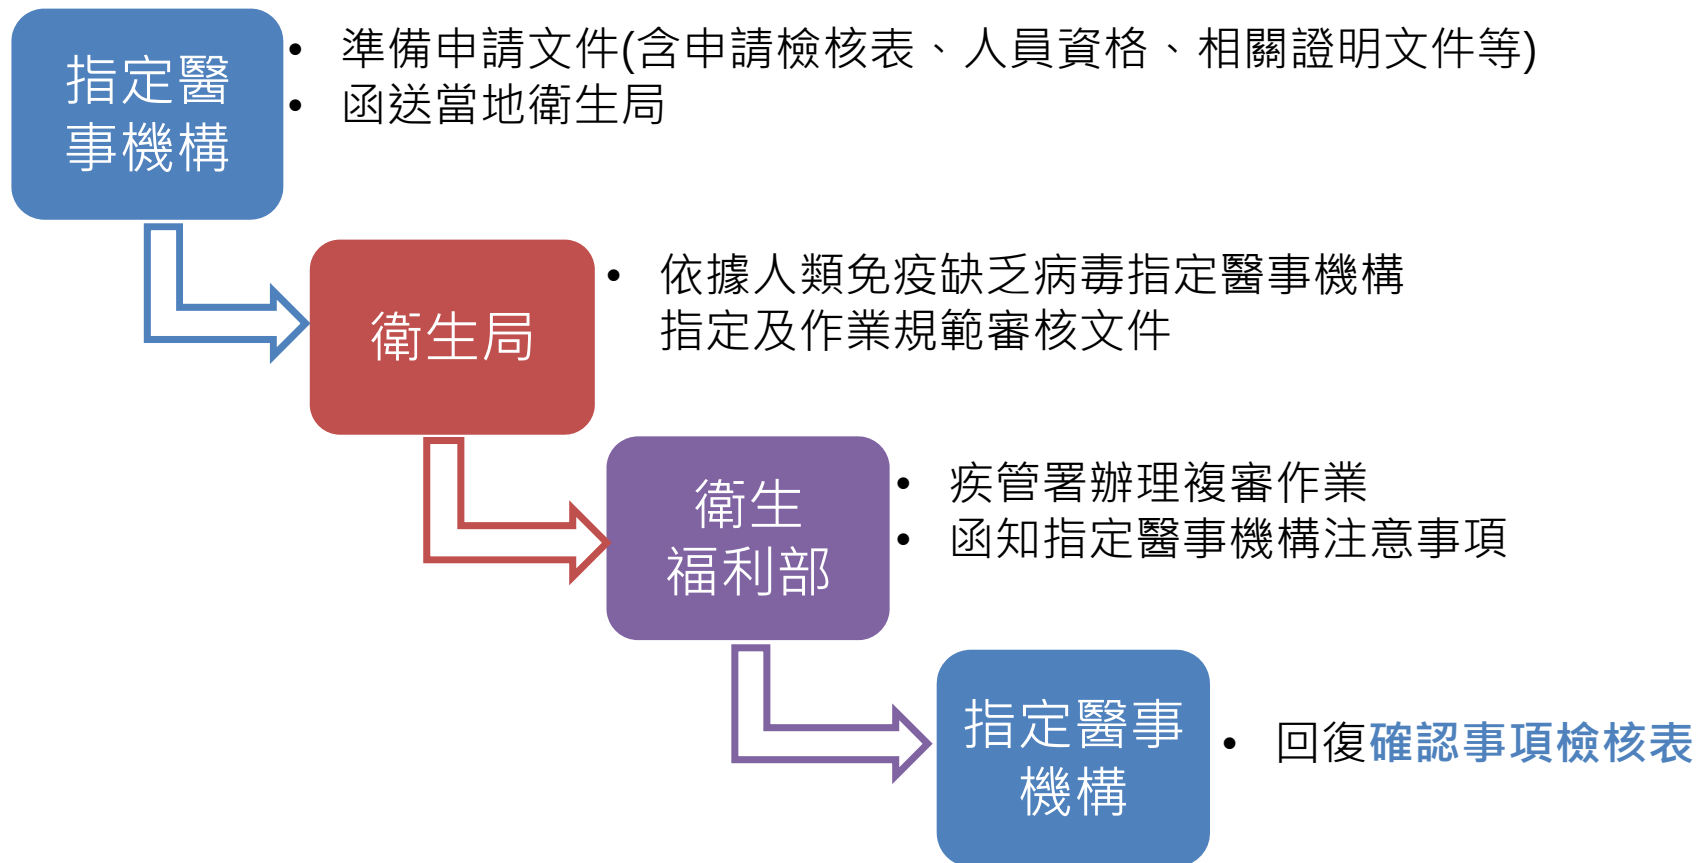 指定醫
事機構
• 準備申請文件(含申請檢核表、人員資格、相關證明文件等)
• 函送當地衛生局
衛生局
• 依據人類免疫缺乏病毒指定醫事機構
指定及作業規範審核文件
衛生
福利部
• 疾管署辦理複審作業
• 函知指定醫事機構注意事項
指定醫事
機構
• 回復確認事項檢核表